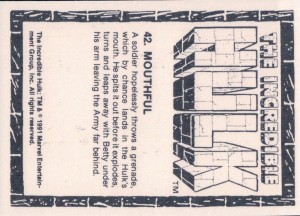 THE INCREDIBLE
HULK™
42. MOUTHFUL
A soldier hopelessly throws a grenade,
which by chance lands in the Hulk's
mouth. He spits it out before it explodes,
turns and leaps away with Betty under
his arm leaving the Army far behind.
The Incredible Hulk: TM & © 1991 Marvel Entertain-
ment Group, Inc. All rights reserved.